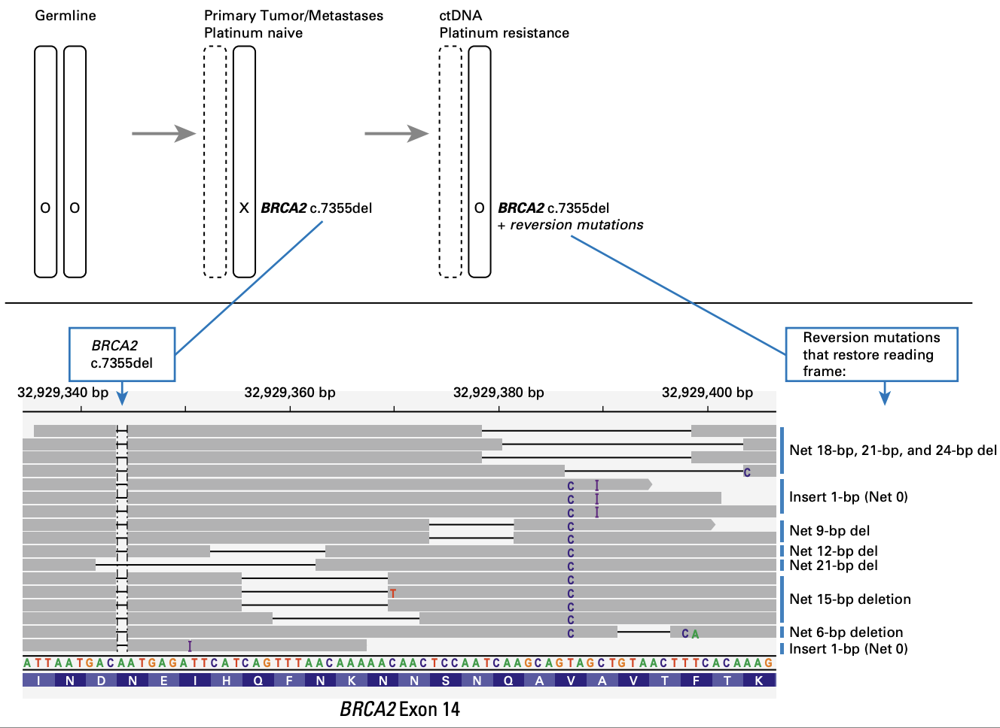 Germline
Primary Tumor/Metastases
Platinum naive
ctDNA
Platinum resistance
O O
X BRCA2 c.7355del
O BRCA2 c.7355del
+ reversion mutations
BRCA2
c.7355del
Reversion mutations
that restore reading
frame:
32,929,340 bp 32,929,360 bp 32,929,380 bp 32,929,400 bp
Net 18-bp, 21-bp, and 24-bp del
C
C I
Insert 1-bp (Net 0)
C I
C I
C
Net 9-bp del
C
C Net 12-bp del
C Net 21-bp del
C
T C
Net 15-bp deletion
C
C
C C A Net 6-bp deletion
I Insert 1-bp (Net 0)
A T T A A T G A C A A T G A G A T T C A T C A G T T T A A C A A A A A C A A C T C C A A T C A A G C A G T A G C T G T A A C T T T C A C A A A G
I N D N E I H Q F N K N N S N Q A V A V T F T K
BRCA2 Exon 14